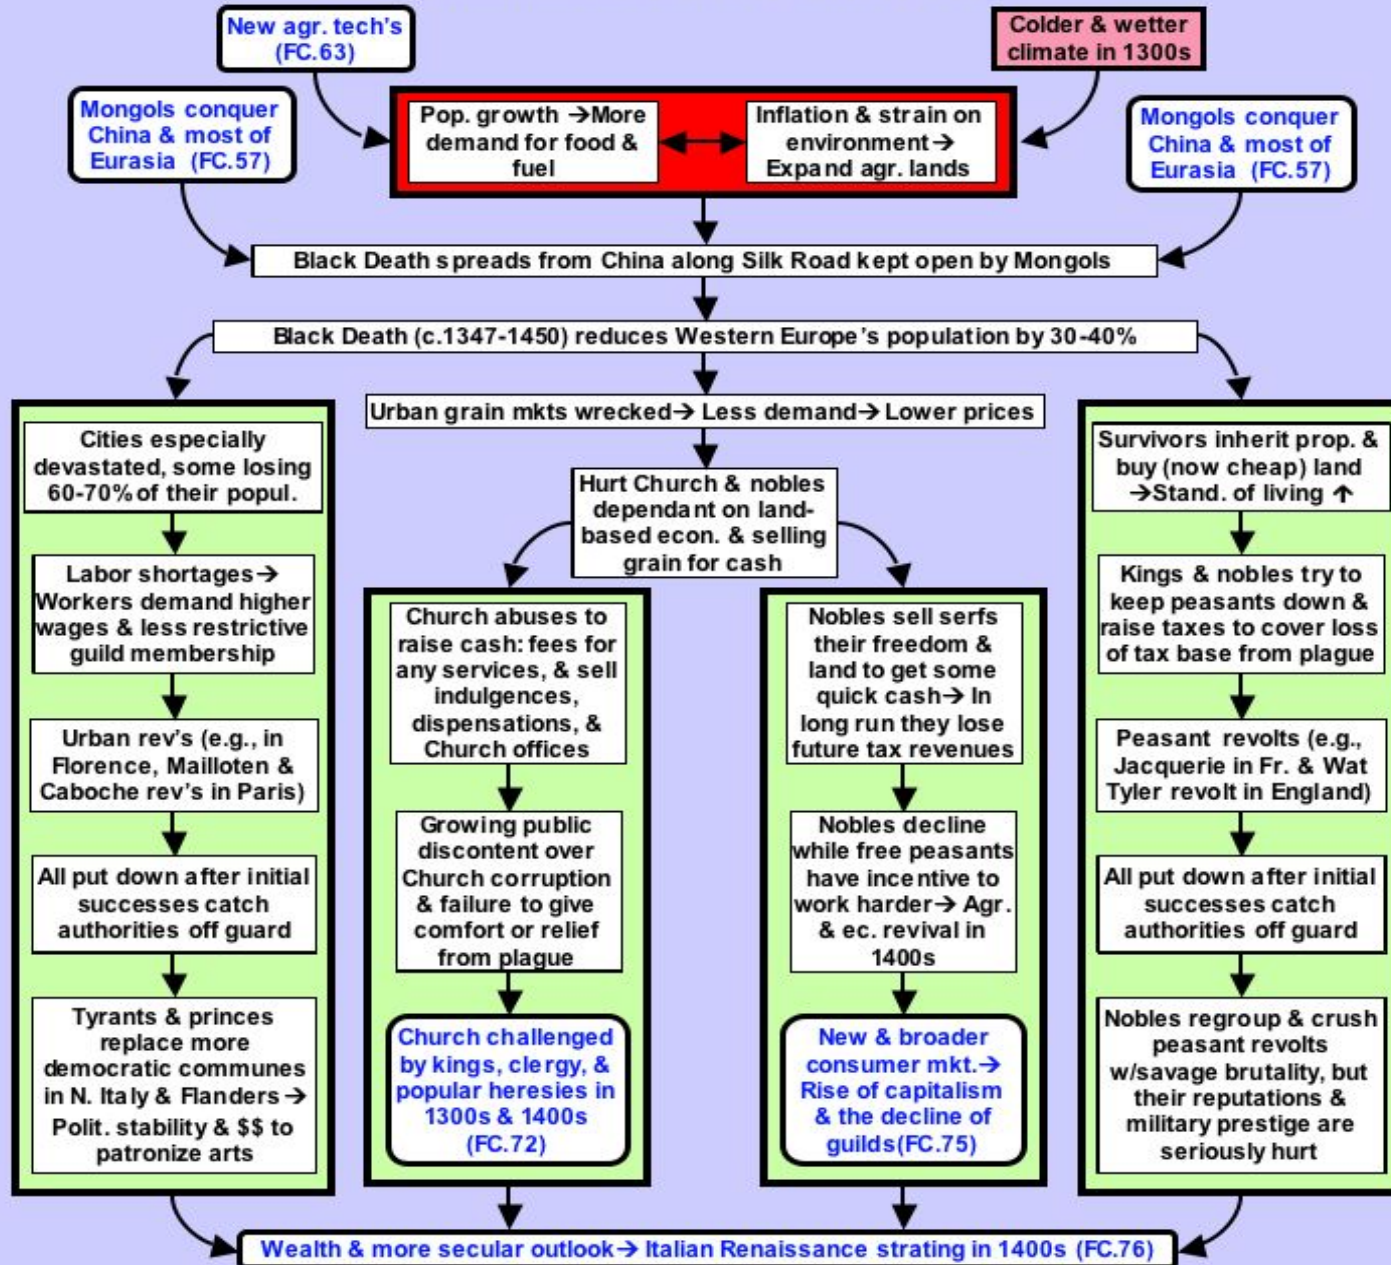 New agr. tech's
(FC.63)
Colder & wetter
climate in 1300s
Mongols conquer
China & most of
Eurasia (FC.57)
Pop. growth →More
demand for food &
fuel
Inflation & strain on
environment→
Expand agr. lands
Mongols conquer
China & most of
Eurasia (FC.57)
Black Death spreads from China along Silk Road kept open by Mongols
Black Death (c.1347-1450) reduces Western Europe's population by 30-40%
Urban grain mkts wrecked→ Less demand→ Lower prices
Hurt Church & nobles
dependant on land-
based econ. & selling
grain for cash
Cities especially
devastated, some losing
60-70% of their popul.
Labor shortages→
Workers demand higher
wages & less restrictive
guild membership
Urban rev's (e.g., in
Florence, Mailloten &
Caboche rev's in Paris)
All put down after initial
successes catch
authorities off guard
Tyrants & princes
replace more
democratic communes
in N. Italy & Flanders →
Polit. stability & $$ to
patronize arts
Church abuses to
raise cash: fees for
any services, & sell
indulgences,
dispensations, &
Church offices
Growing public
discontent over
Church corruption
& failure to give
comfort or relief
from plague
Church challenged
by kings, clergy, &
popular heresies in
1300s & 1400s
(FC.72)
Nobles sell serfs
their freedom &
land to get some
quick cash→ In
long run they lose
future tax revenues
Nobles decline
while free peasants
have incentive to
work harder→ Agr.
& ec. revival in
1400s
New & broader
consumer mkt.→
Rise of capitalism
& the decline of
guilds(FC.75)
Survivors inherit prop. &
buy (now cheap) land
→Stand. of living ↑
Kings & nobles try to
keep peasants down &
raise taxes to cover loss
of tax base from plague
Peasant revolts (e.g.,
Jacquerie in Fr. & Wat
Tyler revolt in England)
All put down after initial
successes catch
authorities off guard
Nobles regroup & crush
peasant revolts
w/savage brutality, but
their reputations &
military prestige are
seriously hurt
Wealth & more secular outlook→ Italian Renaissance strating in 1400s (FC.76)